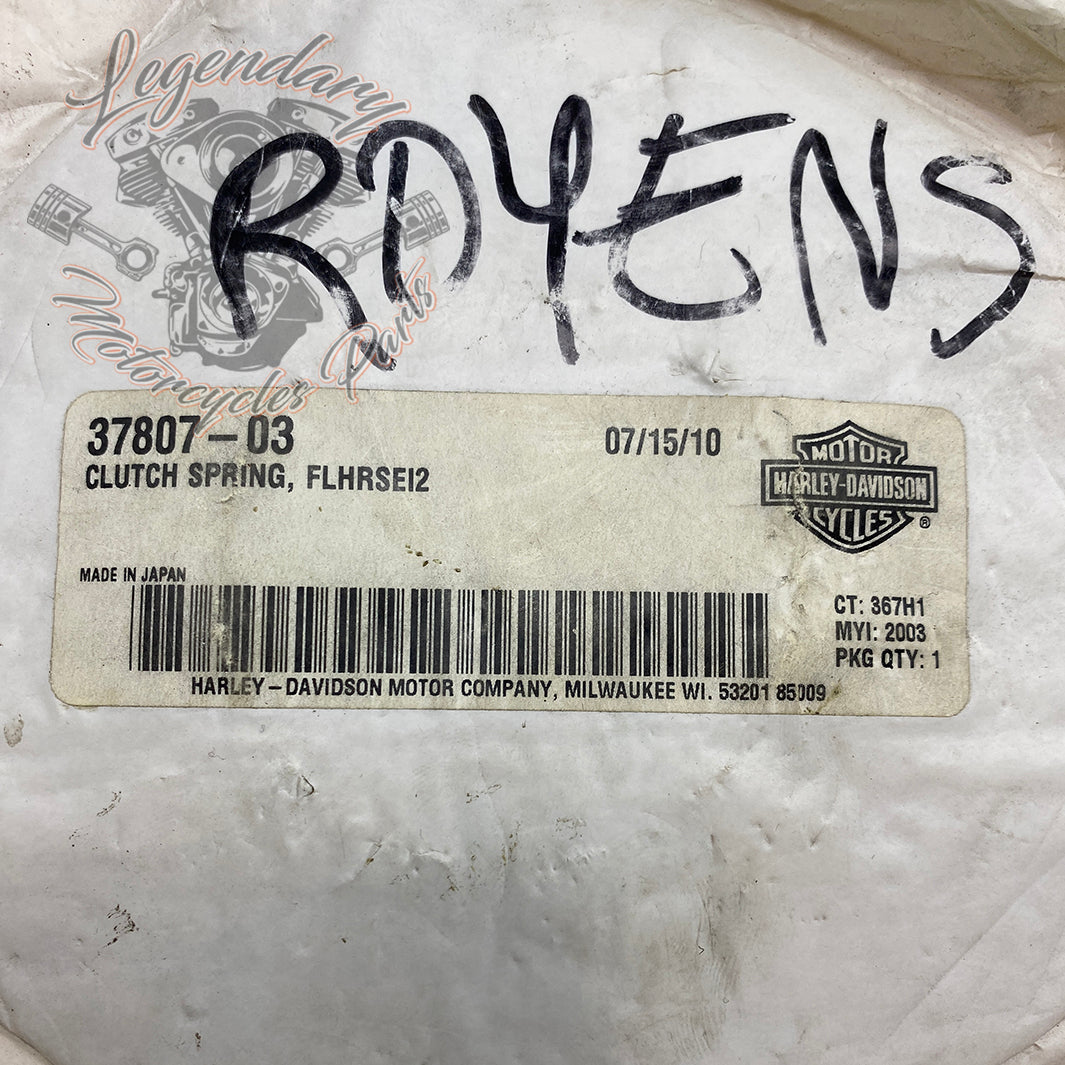 Legendary
Motorcycles Parts
ROYENS
37807-03
07/15/10
CLUTCH SPRING, FLHRSEI2
MOTOR
HARLEY-DAVIDSON
CYCLES
®
MADE IN JAPAN
CT: 367H1
MYI: 2003
PKG QTY: 1
HARLEY-DAVIDSON MOTOR COMPANY, MILWAUKEE WI. 53201 85009